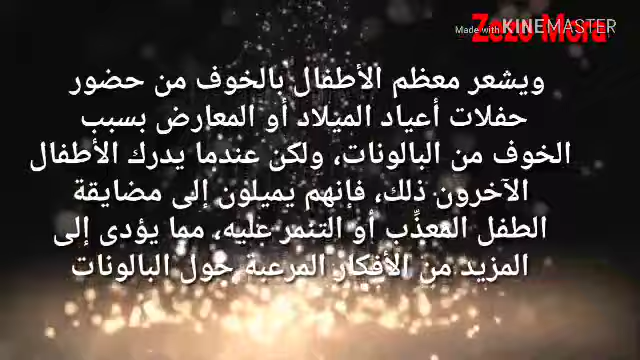 Zezo Mora
Made with KINEMASTER
ويشعر معظم الأطفال بالخوف من حضور
حفلات أعياد الميلاد أو المعارض بسبب
الخوف من البالونات، ولكن عندما يدرك الأطفال
الآخرون ذلك، فإنهم يميلون إلى مضايقة
الطفل المعذِّب أو التنمر عليه، مما يؤدى إلى
المزيد من الأفكار المرعبة حول البالونات